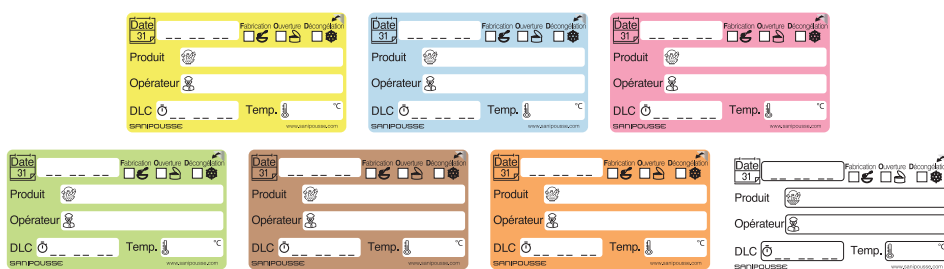 Date 31 _ _ _ _ Fabrication Ouverture Décongélation
Produit
Opérateur
DLC _ _ _ _ Temp. °C
SANIPOUSSE www.sanipousse.com
Date 31 _ _ _ _ Fabrication Ouverture Décongélation
Produit
Opérateur
DLC _ _ _ _ Temp. °C
SANIPOUSSE www.sanipousse.com
Date 31 _ _ _ _ Fabrication Ouverture Décongélation
Produit
Opérateur
DLC _ _ _ _ Temp. °C
SANIPOUSSE www.sanipousse.com
Date 31 _ _ _ _ Fabrication Ouverture Décongélation
Produit
Opérateur
DLC _ _ _ _ Temp. °C
SANIPOUSSE www.sanipousse.com
Date 31 _ _ _ _ Fabrication Ouverture Décongélation
Produit
Opérateur
DLC _ _ _ _ Temp. °C
SANIPOUSSE www.sanipousse.com
Date 31 _ _ _ _ Fabrication Ouverture Décongélation
Produit
Opérateur
DLC _ _ _ _ Temp. °C
SANIPOUSSE www.sanipousse.com
Date 31 _ _ _ _ Fabrication Ouverture Décongélation
Produit
Opérateur
DLC _ _ _ _ Temp. °C
SANIPOUSSE www.sanipousse.com